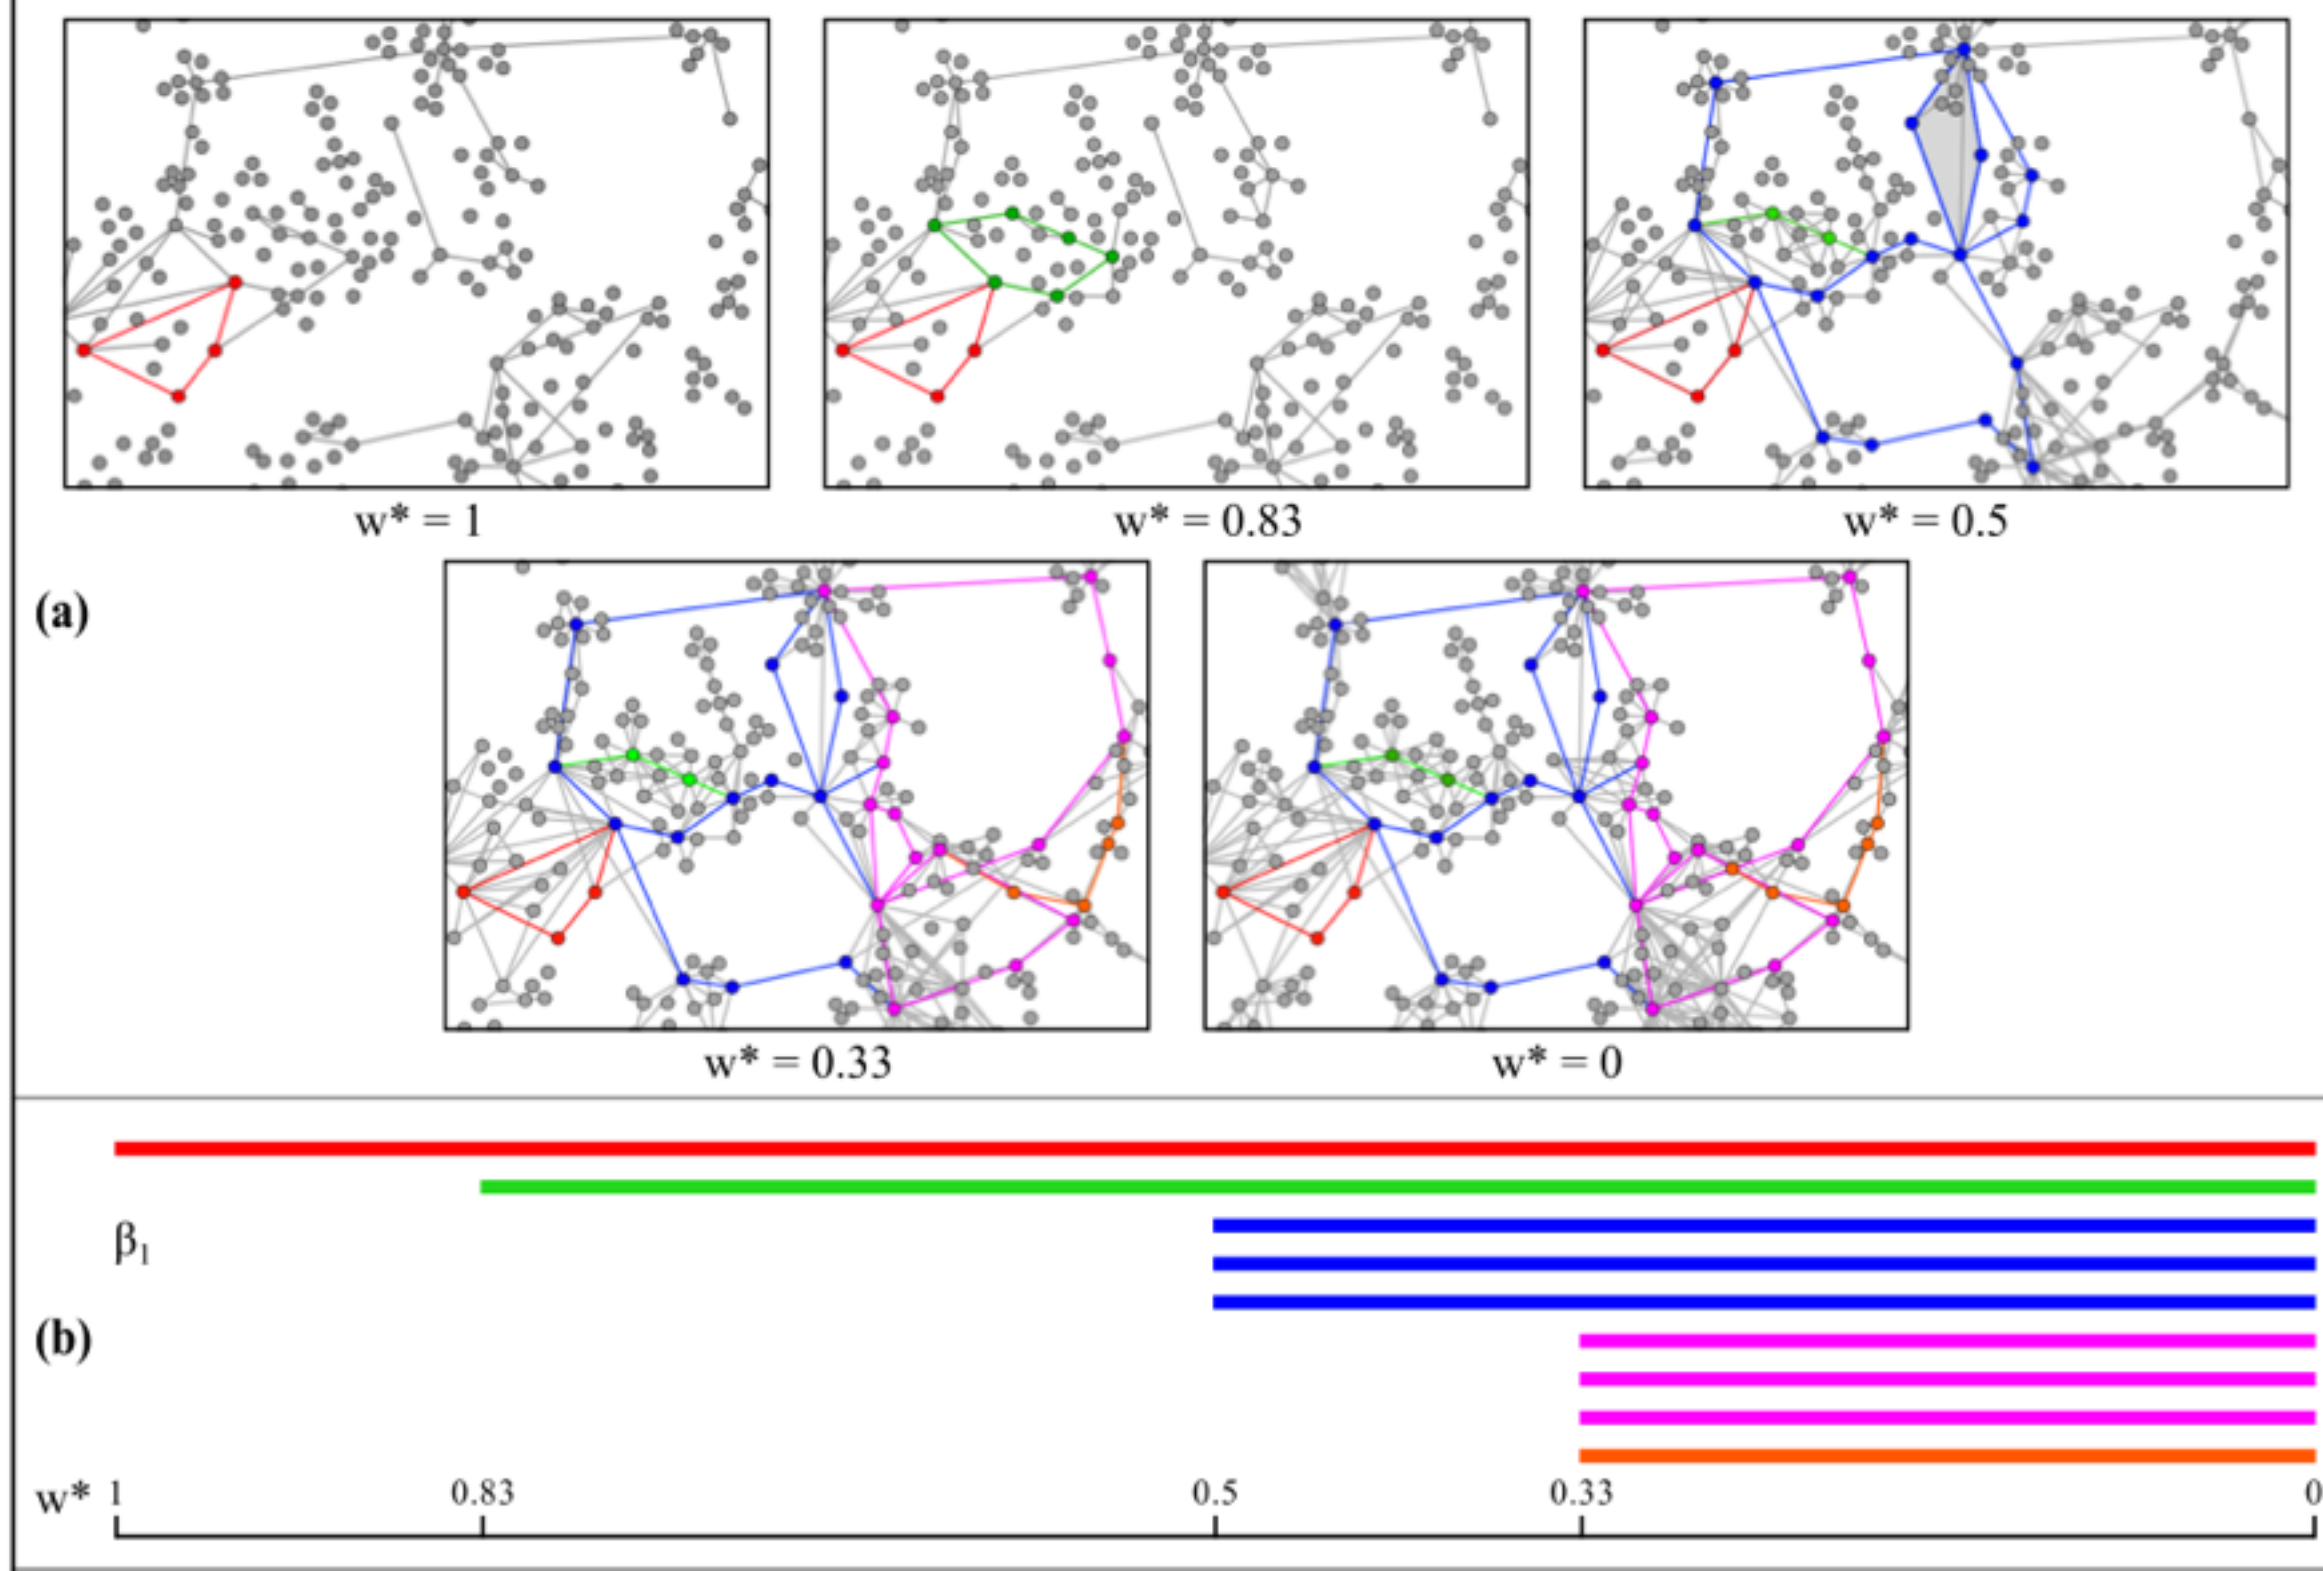 w* = 1
w* = 0.83
w* = 0.5
(a)
w* = 0.33
w* = 0
β₁
(b)
w* 1 0.83 0.5 0.33 0